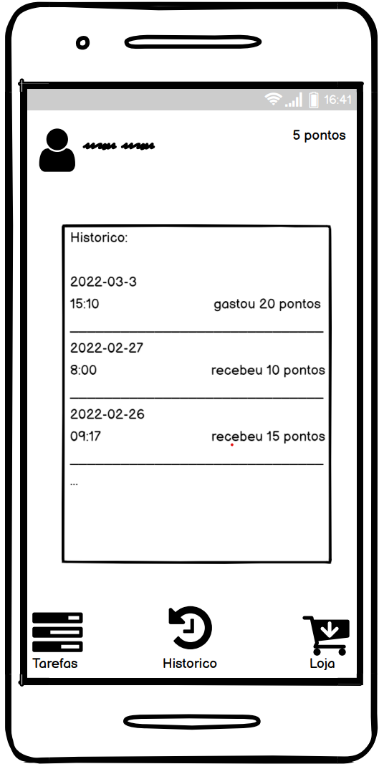 16:41
5 pontos
Historico:
2022-03-3
15:10 gastou 20 pontos
2022-02-27
8:00 recebeu 10 pontos
2022-02-26
09:17 recebeu 15 pontos
...
Tarefas Historico Loja